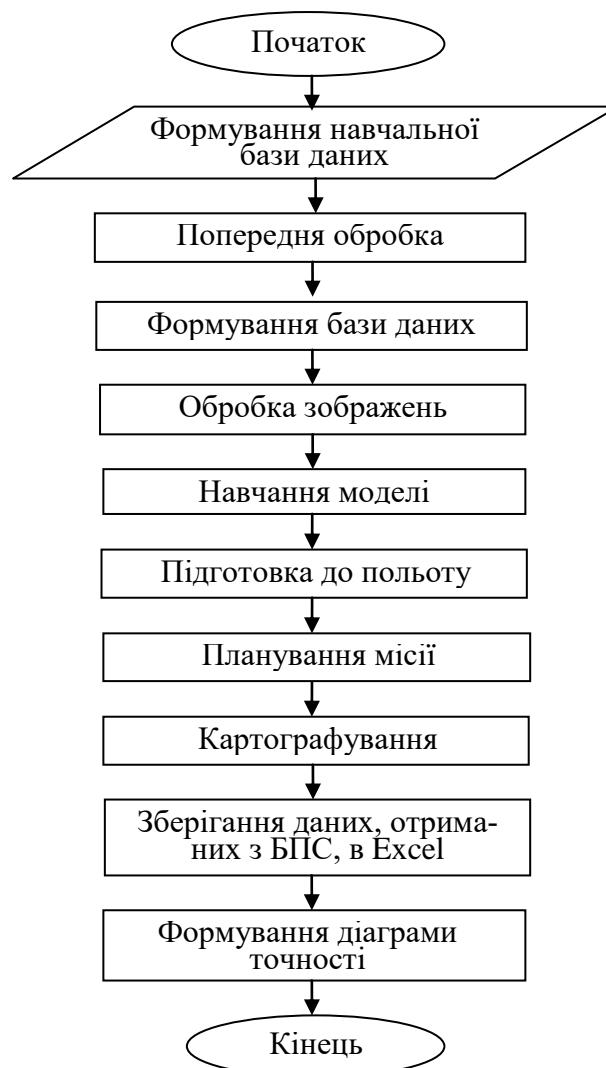 Початок
Формування навчальної
бази даних
Попередня обробка
Формування бази даних
Обробка зображень
Навчання моделі
Підготовка до польоту
Планування місії
Картографування
Зберігання даних, отрима-
них з БПС, в Excel
Формування діаграми
точності
Кінець